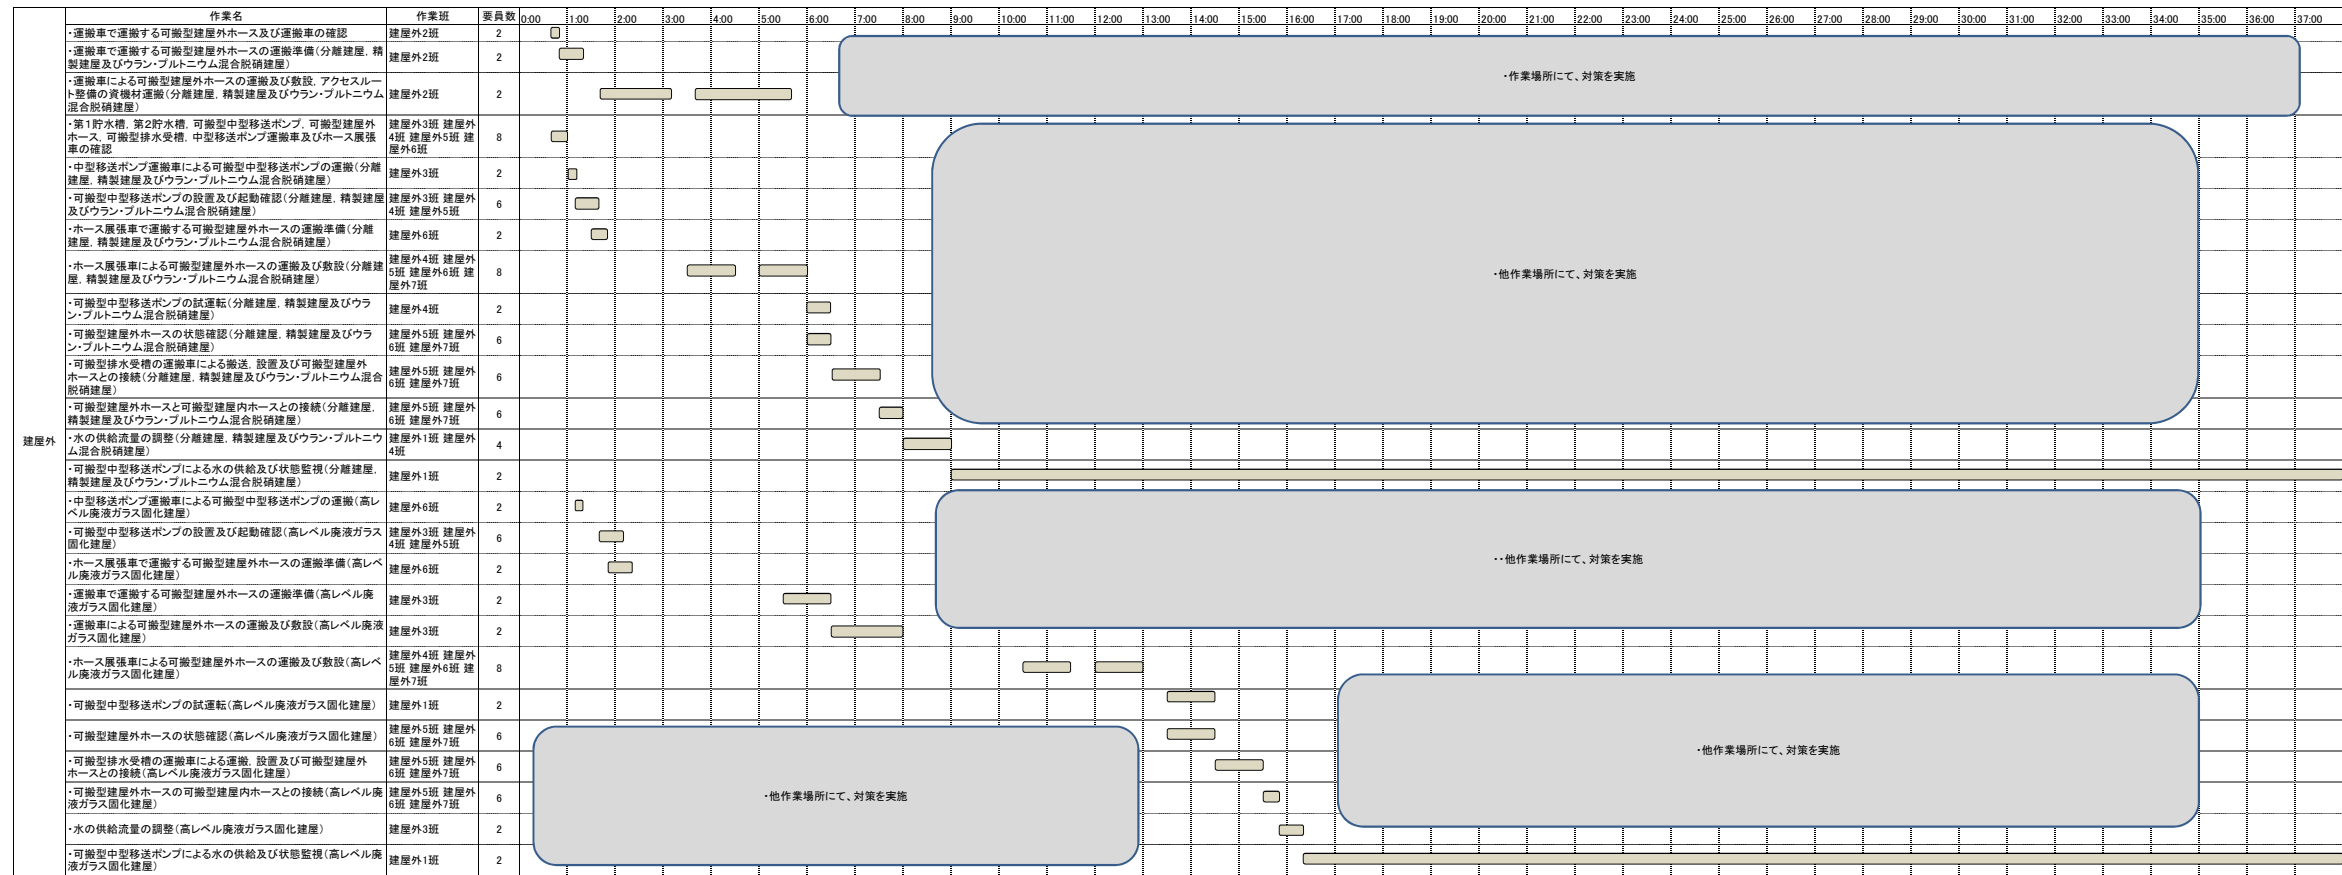 作業名 作業班 要員数 0:00 1:00 2:00 3:00 4:00 5:00 6:00 7:00 8:00 9:00 10:00 11:00 12:00 13:00 14:00 15:00 16:00 17:00 18:00 19:00 20:00 21:00 22:00 23:00 24:00 25:00 26:00 27:00 28:00 29:00 30:00 31:00 32:00 33:00 34:00 35:00 36:00 37:00
建屋外
・運搬車で運搬する可搬型建屋外ホース及び運搬車の確認
建屋外2班
2
・運搬車で運搬する可搬型建屋外ホースの運搬準備(分離建屋, 精
製建屋及びウラン・プルトニウム混合脱硝建屋)
建屋外2班
2
・運搬車による可搬型建屋外ホースの運搬及び敷設, アクセスルー
ト整備の資機材運搬(分離建屋, 精製建屋及びウラン・プルトニウム
混合脱硝建屋)
建屋外2班
2
・作業場所にて、対策を実施
・第1貯水槽, 第2貯水槽, 可搬型中型移送ポンプ, 可搬型建屋外
ホース, 可搬型排水受槽, 中型移送ポンプ運搬車及びホース展張
車の確認
建屋外3班 建屋外
4班 建屋外5班 建
屋外6班
8
・中型移送ポンプ運搬車による可搬型中型移送ポンプの運搬(分離
建屋, 精製建屋及びウラン・プルトニウム混合脱硝建屋)
建屋外3班
2
・可搬型中型移送ポンプの設置及び起動確認(分離建屋, 精製建屋
及びウラン・プルトニウム混合脱硝建屋)
建屋外3班 建屋外
4班 建屋外5班
6
・ホース展張車で運搬する可搬型建屋外ホースの運搬準備(分離
建屋, 精製建屋及びウラン・プルトニウム混合脱硝建屋)
建屋外6班
2
・ホース展張車による可搬型建屋外ホースの運搬及び敷設(分離建
屋, 精製建屋及びウラン・プルトニウム混合脱硝建屋)
建屋外4班 建屋外
5班 建屋外6班 建
屋外7班
8
・他作業場所にて、対策を実施
・可搬型中型移送ポンプの試運転(分離建屋, 精製建屋及びウラ
ン・プルトニウム混合脱硝建屋)
建屋外4班
2
・可搬型建屋外ホースの状態確認(分離建屋, 精製建屋及びウラ
ン・プルトニウム混合脱硝建屋)
建屋外5班 建屋外
6班 建屋外7班
6
・可搬型排水受槽の運搬車による搬送, 設置及び可搬型建屋外
ホースとの接続(分離建屋, 精製建屋及びウラン・プルトニウム混合
脱硝建屋)
建屋外5班 建屋外
6班 建屋外7班
6
・可搬型建屋外ホースと可搬型建屋内ホースとの接続(分離建屋,
精製建屋及びウラン・プルトニウム混合脱硝建屋)
建屋外5班 建屋外
6班 建屋外7班
6
・水の供給流量の調整(分離建屋, 精製建屋及びウラン・プルトニウ
ム混合脱硝建屋)
建屋外1班 建屋外
4班
4
・可搬型中型移送ポンプによる水の供給及び状態監視(分離建屋,
精製建屋及びウラン・プルトニウム混合脱硝建屋)
建屋外1班
2
・中型移送ポンプ運搬車による可搬型中型移送ポンプの運搬(高レ
ベル廃液ガラス固化建屋)
建屋外6班
2
・可搬型中型移送ポンプの設置及び起動確認(高レベル廃液ガラス
固化建屋)
建屋外3班 建屋外
4班 建屋外5班
6
・・他作業場所にて、対策を実施
・ホース展張車で運搬する可搬型建屋外ホースの運搬準備(高レベ
ル廃液ガラス固化建屋)
建屋外6班
2
・運搬車で運搬する可搬型建屋外ホースの運搬準備(高レベル廃
液ガラス固化建屋)
建屋外3班
2
・運搬車による可搬型建屋外ホースの運搬及び敷設(高レベル廃液
ガラス固化建屋)
建屋外3班
2
・ホース展張車による可搬型建屋外ホースの運搬及び敷設(高レベ
ル廃液ガラス固化建屋)
建屋外4班 建屋外
5班 建屋外6班 建
屋外7班
8
・可搬型中型移送ポンプの試運転(高レベル廃液ガラス固化建屋)
建屋外1班
2
・可搬型建屋外ホースの状態確認(高レベル廃液ガラス固化建屋)
建屋外5班 建屋外
6班 建屋外7班
6
・他作業場所にて、対策を実施
・可搬型排水受槽の運搬車による運搬, 設置及び可搬型建屋外
ホースとの接続(高レベル廃液ガラス固化建屋)
建屋外5班 建屋外
6班 建屋外7班
6
・可搬型建屋外ホースの可搬型建屋内ホースとの接続(高レベル廃
液ガラス固化建屋)
建屋外5班 建屋外
6班 建屋外7班
6
・他作業場所にて、対策を実施
・水の供給流量の調整(高レベル廃液ガラス固化建屋)
建屋外3班
2
・可搬型中型移送ポンプによる水の供給及び状態監視(高レベル廃
液ガラス固化建屋)
建屋外1班
2